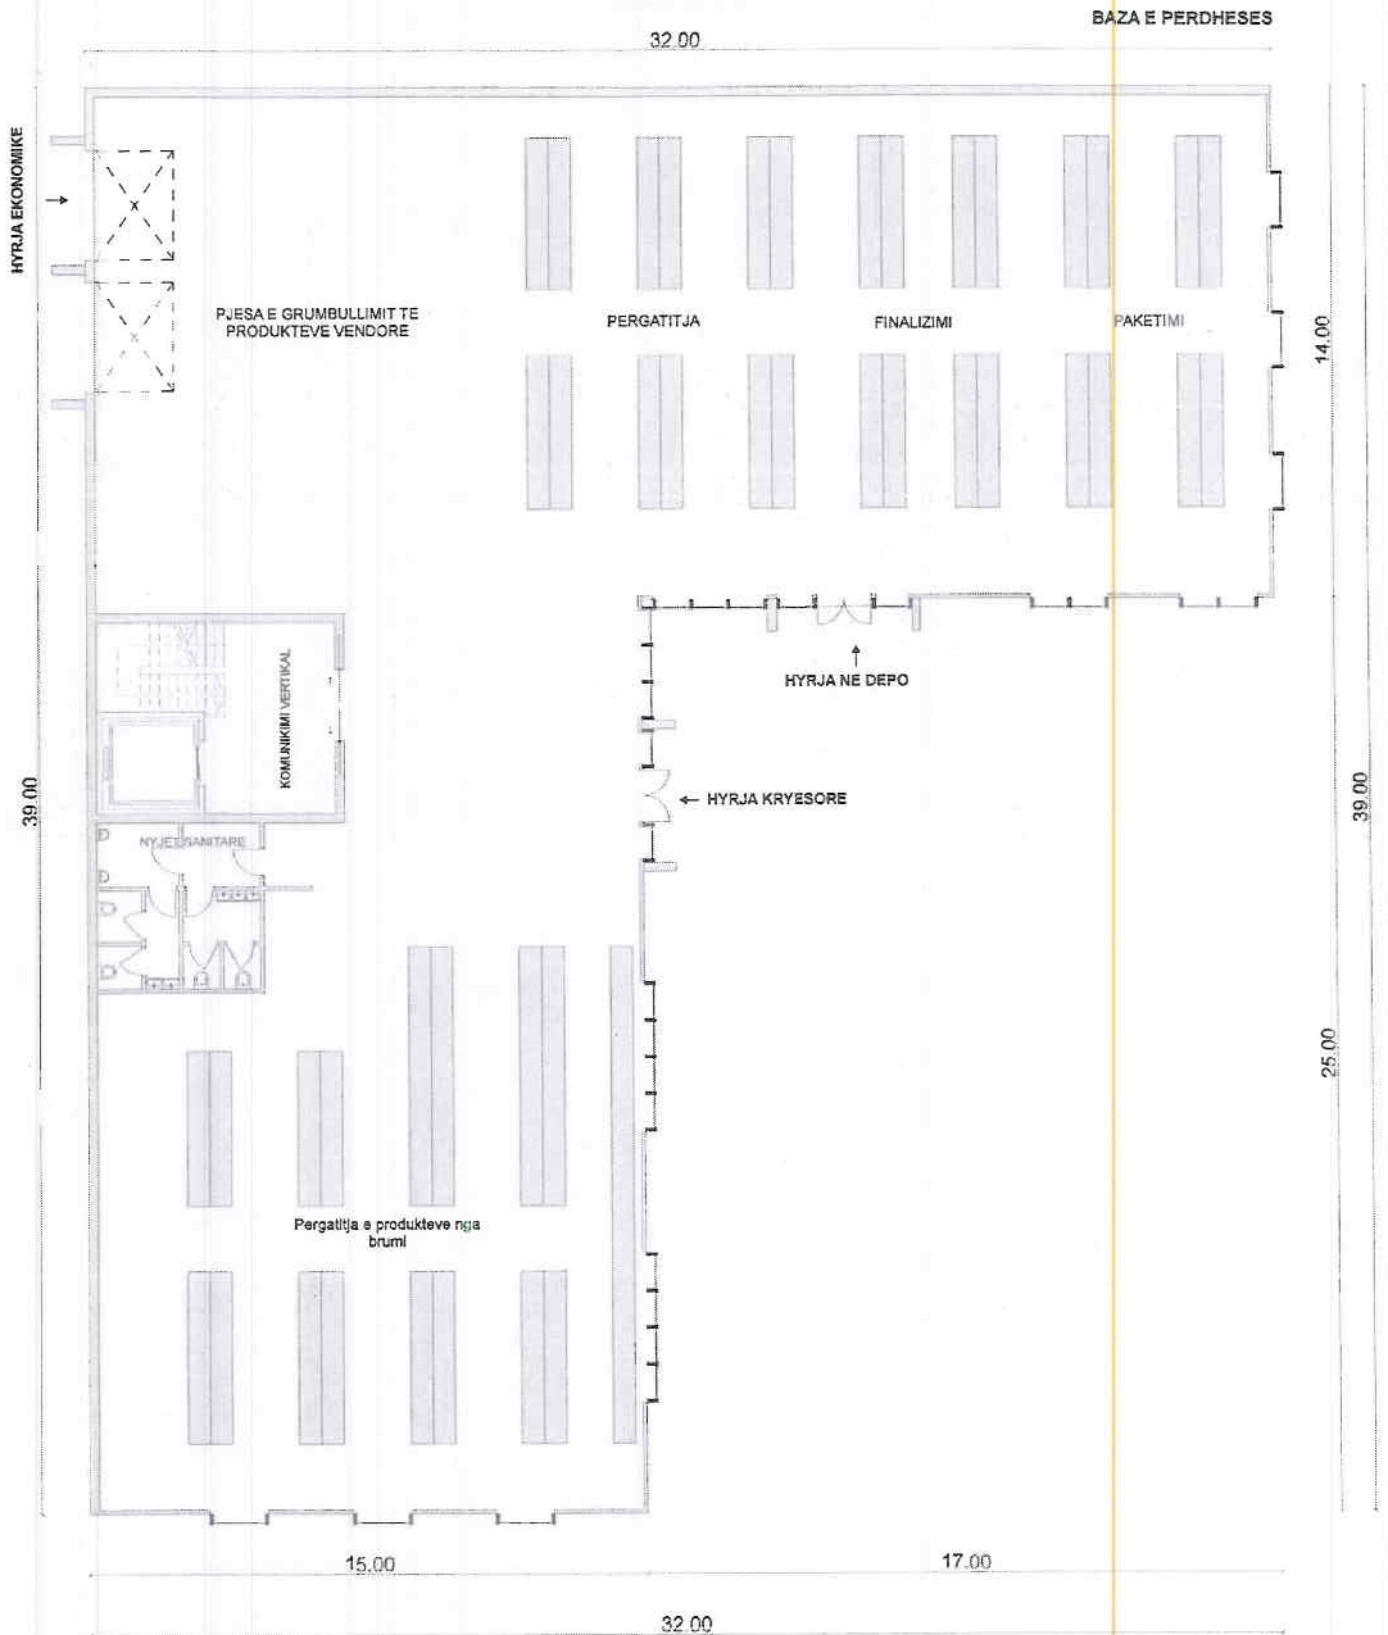 BAZA E PERDHESES
32.00
HYRJA EKONOMIKE
PJESA E GRUMBULLIMIT TE
PRODUKTEVE VENDORE
PERGATITJA
FINALIZIMI
PAKETIMI
14.00
HYRJA NE DEPO
KOMUNIKIMI VERTIKAL
HYRJA KRYESORE
39.00
39.00
NYJET SANITARE
25.00
Pergatitja e produkteve nga
brumi
15.00
17.00
32.00